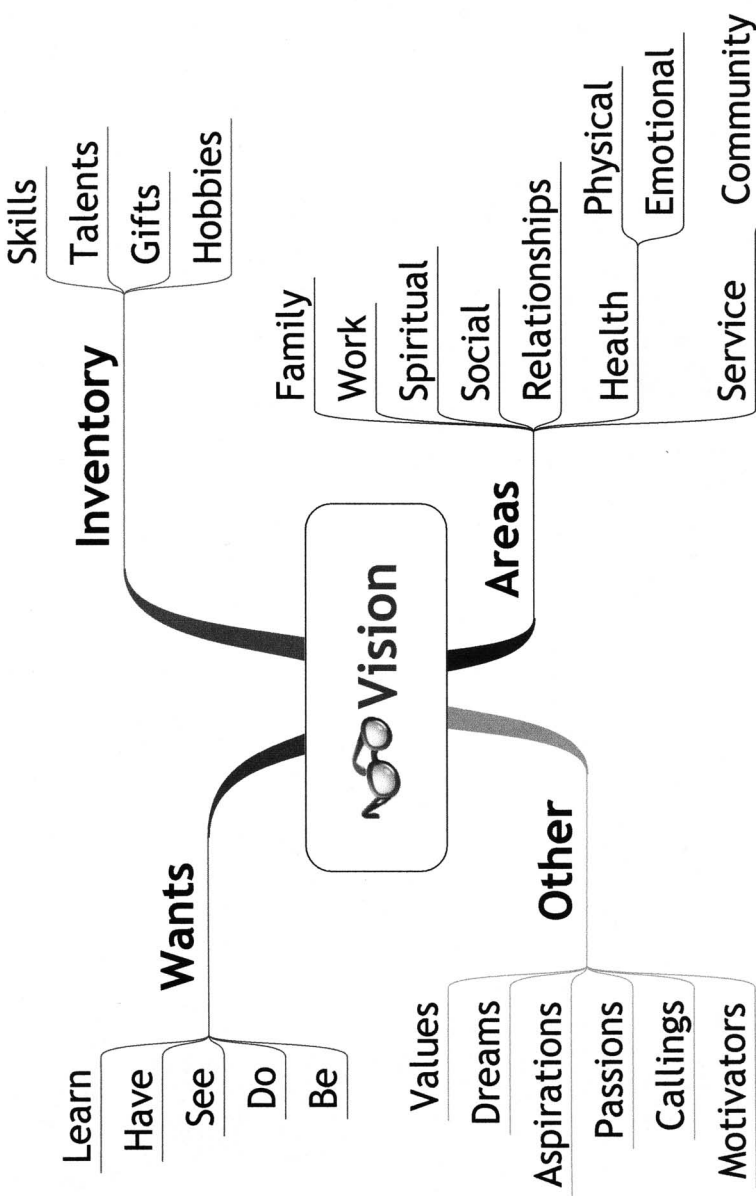 Vision
Inventory
Skills
Talents
Gifts
Hobbies
Areas
Family
Work
Spiritual
Social
Relationships
Health
Physical
Emotional
Service
Community
Wants
Learn
Have
See
Do
Be
Other
Values
Dreams
Aspirations
Passions
Callings
Motivators